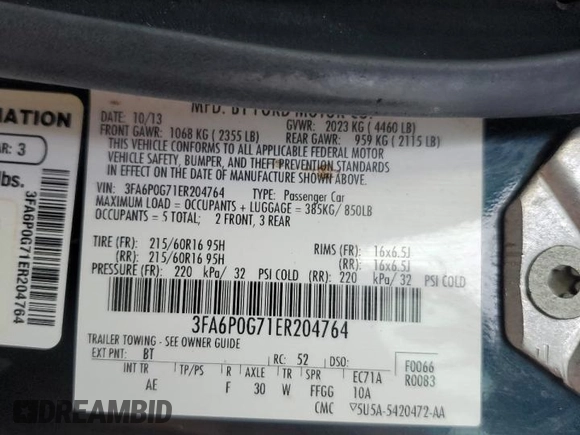 MFD. BY FORD MOTOR CO.
DATE: 10/13 GVWR: 2023 KG (4460 LB)
FRONT GAWR: 1068 KG (2355 LB) REAR GAWR: 959 KG (2115 LB)
THIS VEHICLE CONFORMS TO ALL APPLICABLE FEDERAL MOTOR
VEHICLE SAFETY, BUMPER, AND THEFT PREVENTION STANDARDS
IN EFFECT ON THE DATE OF MANUFACTURE SHOWN ABOVE.
VIN: 3FA6P0G71ER204764 TYPE: Passenger Car
MAXIMUM LOAD = OCCUPANTS + LUGGAGE = 385KG/850LB
OCCUPANTS = 5 TOTAL; 2 FRONT, 3 REAR
TIRE (FR): 215/60R16 95H RIMS (FR): 16x6.5J
(RR): 215/60R16 95H (RR): 16x6.5J
PRESSURE (FR): 220 kPa/32 PSI COLD (RR): 220 kPa/32 PSI COLD
3FA6P0G71ER204764
TRAILER TOWING - SEE OWNER GUIDE
EXT PNT: BT RC: 52 DSO: F0066
INT TR TP/PS R AXLE TR SPR EC71A R0083
AE F 30 W FFGG 10A
CMC ▽5U5A-5420472-AA
MATION
AR: 3
lbs.
3FA6P0G71ER204764
DREAMBID